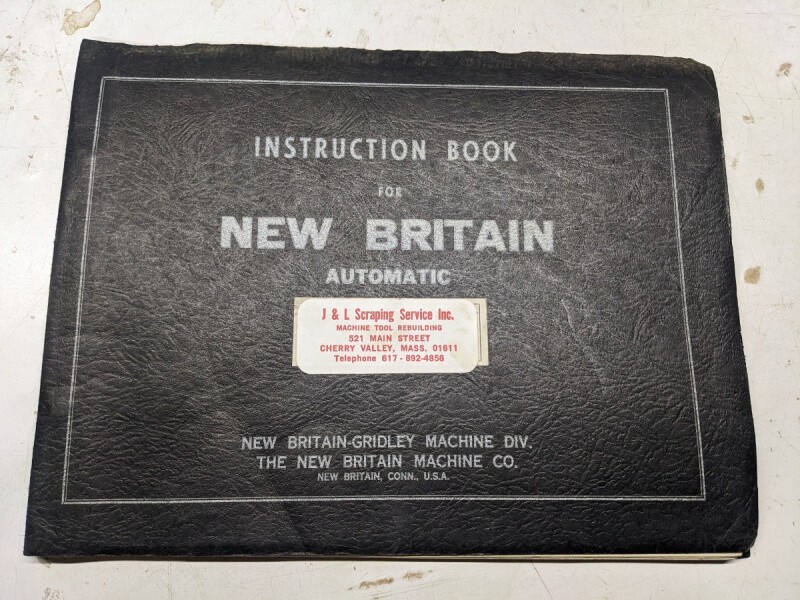 INSTRUCTION BOOK
FOR
NEW BRITAIN
AUTOMATIC
J & L Scraping Service Inc.
MACHINE TOOL REBUILDING
521 MAIN STREET
CHERRY VALLEY, MASS. 01611
Telephone 617 - 892-4856
NEW BRITAIN-GRIDLEY MACHINE DIV.
THE NEW BRITAIN MACHINE CO.
NEW BRITAIN, CONN., U.S.A.